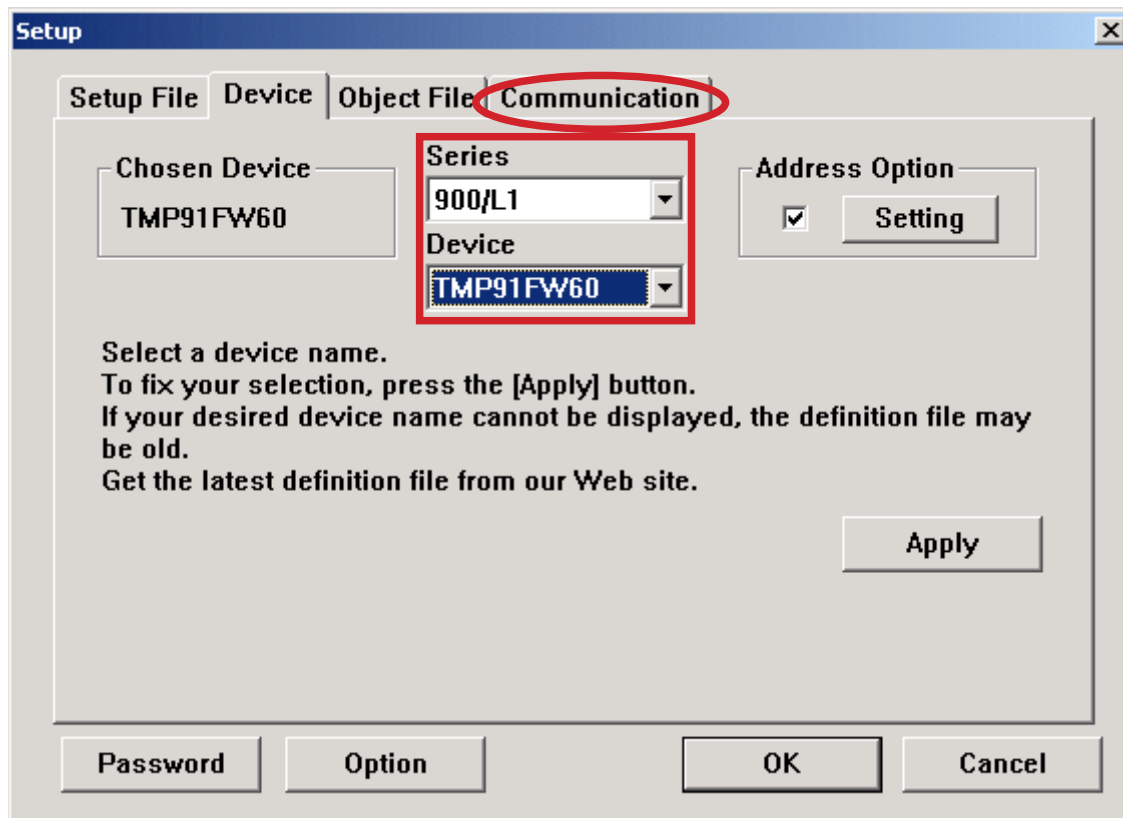 Setup
Setup File Device Object File Communication
Chosen Device
TMP91FW60
Series
900/L1
Device
TMP91FW60
Address Option
Setting
Select a device name.
To fix your selection, press the [Apply] button.
If your desired device name cannot be displayed, the definition file may
be old.
Get the latest definition file from our Web site.
Apply
Password Option OK Cancel